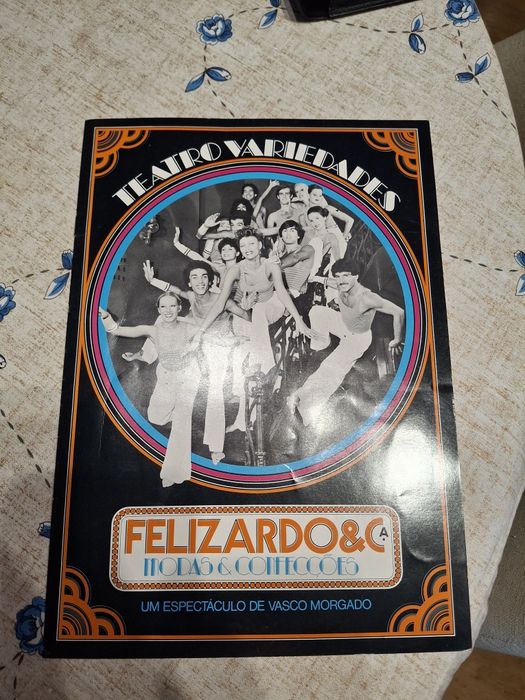 TEATRO VARIEDADES
FELIZARDO&CA.
MODAS & CONFECÇÕES
UM ESPECTÁCULO DE VASCO MORGADO